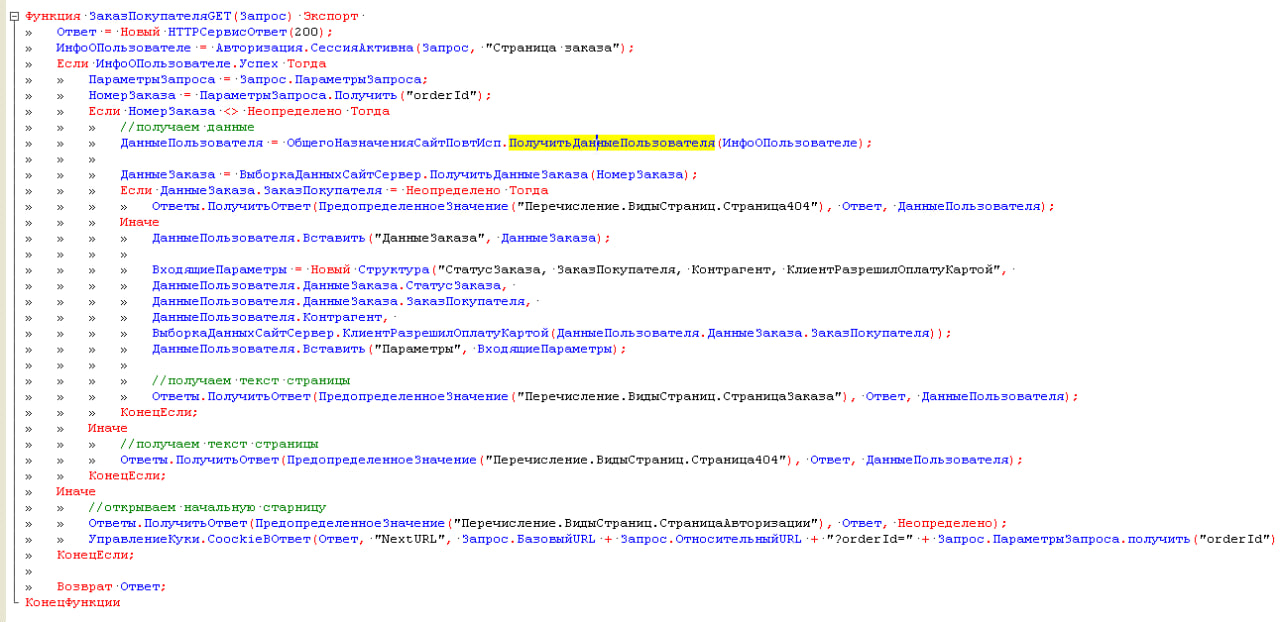 Функция ЗаказПокупателяGET(Запрос) Экспорт
Ответ = Новый HTTPСервисОтвет(200);
ИнфоОПользователе = Авторизация.СессияАктивна(Запрос, "Страница заказа");
Если ИнфоОПользователе.Успех Тогда
ПараметрыЗапроса = Запрос.ПараметрыЗапроса;
НомерЗаказа = ПараметрыЗапроса.Получить("orderId");
Если НомерЗаказа <> Неопределено Тогда
//получаем данные
ДанныеПользователя = ОбщегоНазначенияСайтПовтИсп.ПолучитьДанныеПользователя(ИнфоОПользователе);
ДанныеЗаказа = ВыборкаДанныхСайтСервер.ПолучитьДанныеЗаказа(НомерЗаказа);
Если ДанныеЗаказа.ЗаказПокупателя = Неопределено Тогда
Ответы.ПолучитьОтвет(ПредопределенноеЗначение("Перечисление.ВидыСтраниц.Страница404"), Ответ, ДанныеПользователя);
Иначе
ДанныеПользователя.Вставить("ДанныеЗаказа", ДанныеЗаказа);
ВходящиеПараметры = Новый Структура("СтатусЗаказа, ЗаказПокупателя, Контрагент, КлиентРазрешилОплатуКартой",
ДанныеПользователя.ДанныеЗаказа.СтатусЗаказа,
ДанныеПользователя.ДанныеЗаказа.ЗаказПокупателя,
ДанныеПользователя.Контрагент,
ВыборкаДанныхСайтСервер.КлиентРазрешилОплатуКартой(ДанныеПользователя.ДанныеЗаказа.ЗаказПокупателя));
ДанныеПользователя.Вставить("Параметры", ВходящиеПараметры);
//получаем текст страницы
Ответы.ПолучитьОтвет(ПредопределенноеЗначение("Перечисление.ВидыСтраниц.СтраницаЗаказа"), Ответ, ДанныеПользователя);
КонецЕсли;
Иначе
//получаем текст страницы
Ответы.ПолучитьОтвет(ПредопределенноеЗначение("Перечисление.ВидыСтраниц.Страница404"), Ответ, ДанныеПользователя);
КонецЕсли;
Иначе
//открываем начальную старницу
Ответы.ПолучитьОтвет(ПредопределенноеЗначение("Перечисление.ВидыСтраниц.СтраницаАвторизации"), Ответ, Неопределено);
УправлениеКуки.CoockieВОтвет(Ответ, "NextURL", Запрос.БазовыйURL + Запрос.ОтносительныйURL + "?orderId=" + Запрос.ПараметрыЗапроса.получить("orderId")
КонецЕсли;
Возврат Ответ;
КонецФункции